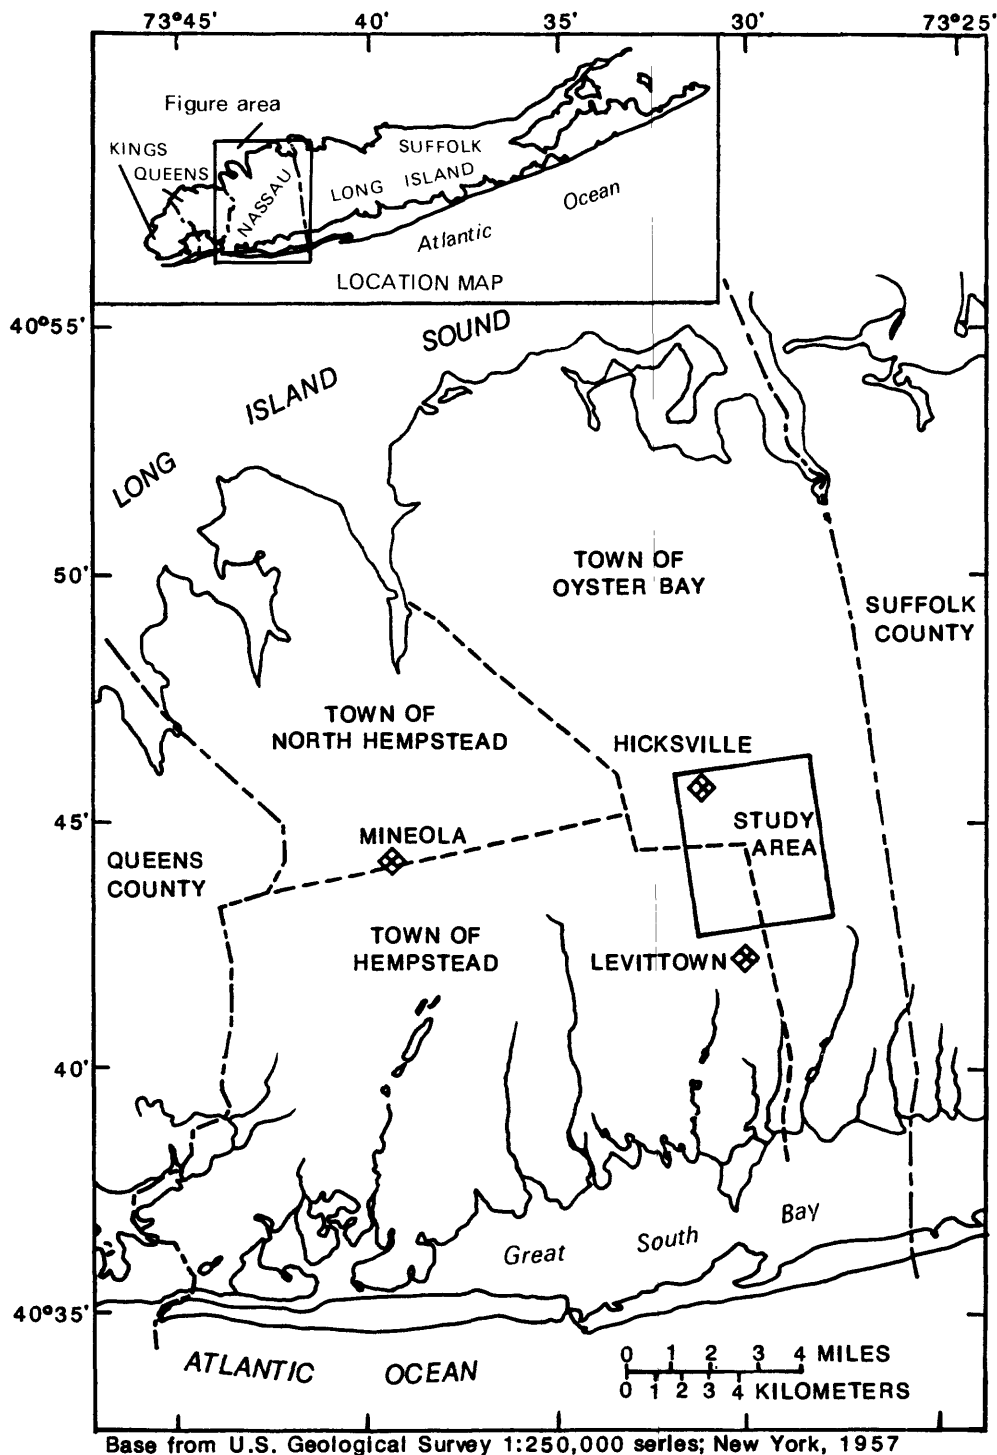 73°45' 40' 35' 30' 73°25'
Figure area
KINGS
QUEENS
NASSAU
SUFFOLK
LONG ISLAND
Atlantic Ocean
LOCATION MAP
40°55'
LONG ISLAND SOUND
TOWN OF
OYSTER BAY
50'
SUFFOLK
COUNTY
TOWN OF
NORTH HEMPSTEAD
HICKSVILLE
45'
STUDY
AREA
MINEOLA
QUEENS
COUNTY
TOWN OF
HEMPSTEAD
LEVITTOWN
40'
Great South Bay
40°35'
ATLANTIC OCEAN
0 1 2 3 4 MILES
0 1 2 3 4 KILOMETERS
Base from U.S. Geological Survey 1:250,000 series; New York, 1957